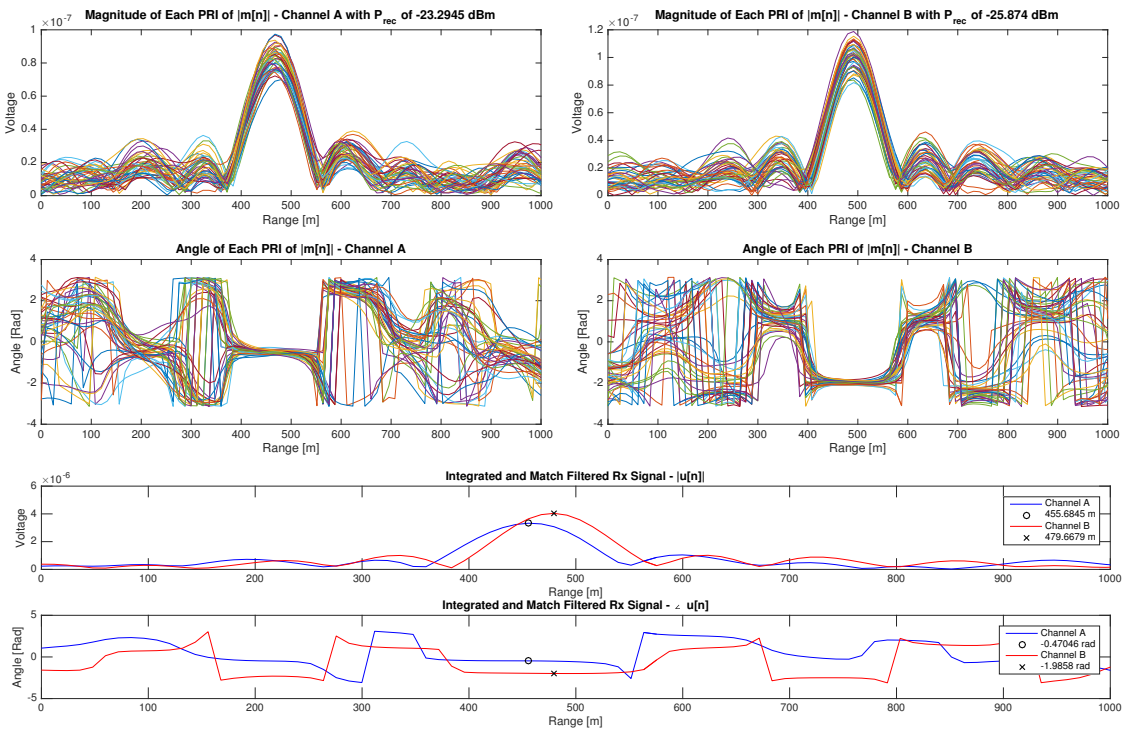 Magnitude of Each PRI of |m[n]| - Channel A with P_rec of -23.2945 dBm
×10^-7
1
0.8
0.6
0.4
0.2
0
Voltage
0 100 200 300 400 500 600 700 800 900 1000
Range [m]
Magnitude of Each PRI of |m[n]| - Channel B with P_rec of -25.874 dBm
×10^-7
1.2
1
0.8
0.6
0.4
0.2
0
Voltage
0 100 200 300 400 500 600 700 800 900 1000
Range [m]
Angle of Each PRI of |m[n]| - Channel A
4
2
0
-2
-4
Angle [Rad]
0 100 200 300 400 500 600 700 800 900 1000
Range [m]
Angle of Each PRI of |m[n]| - Channel B
4
2
0
-2
-4
Angle [Rad]
0 100 200 300 400 500 600 700 800 900 1000
Range [m]
Integrated and Match Filtered Rx Signal - |u[n]|
×10^-6
6
4
2
0
Voltage
Channel A
455.6845 m
Channel B
479.6679 m
0 100 200 300 400 500 600 700 800 900 1000
Range [m]
Integrated and Match Filtered Rx Signal - ∠ u[n]
5
0
-5
Angle [Rad]
Channel A
-0.47046 rad
Channel B
-1.9858 rad
0 100 200 300 400 500 600 700 800 900 1000
Range [m]